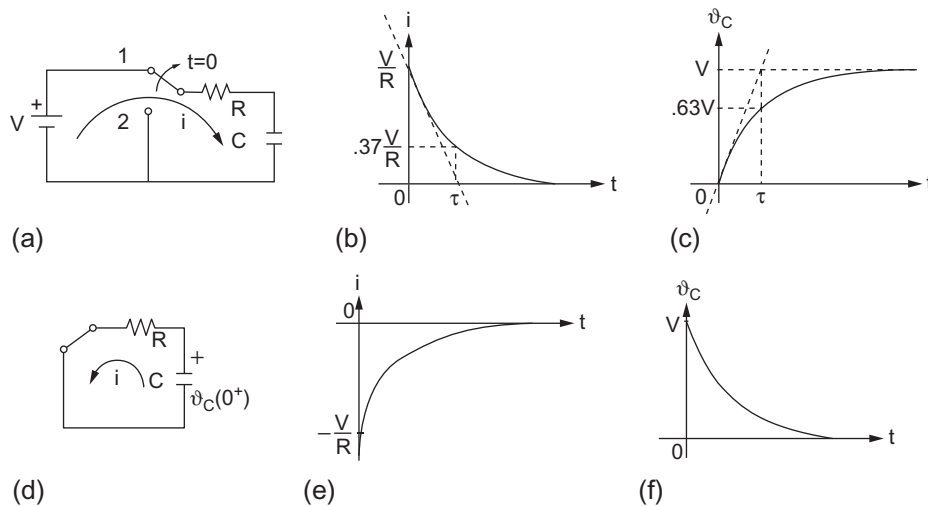 1
t=0
R
+
V
2
i
C
(a)
i
V/R
.37 V/R
0
τ
t
(b)
ϑC
V
.63V
0
τ
t
(c)
R
+
i
C
ϑC(0+)
(d)
i
0
t
−V/R
(e)
ϑC
V
0
t
(f)